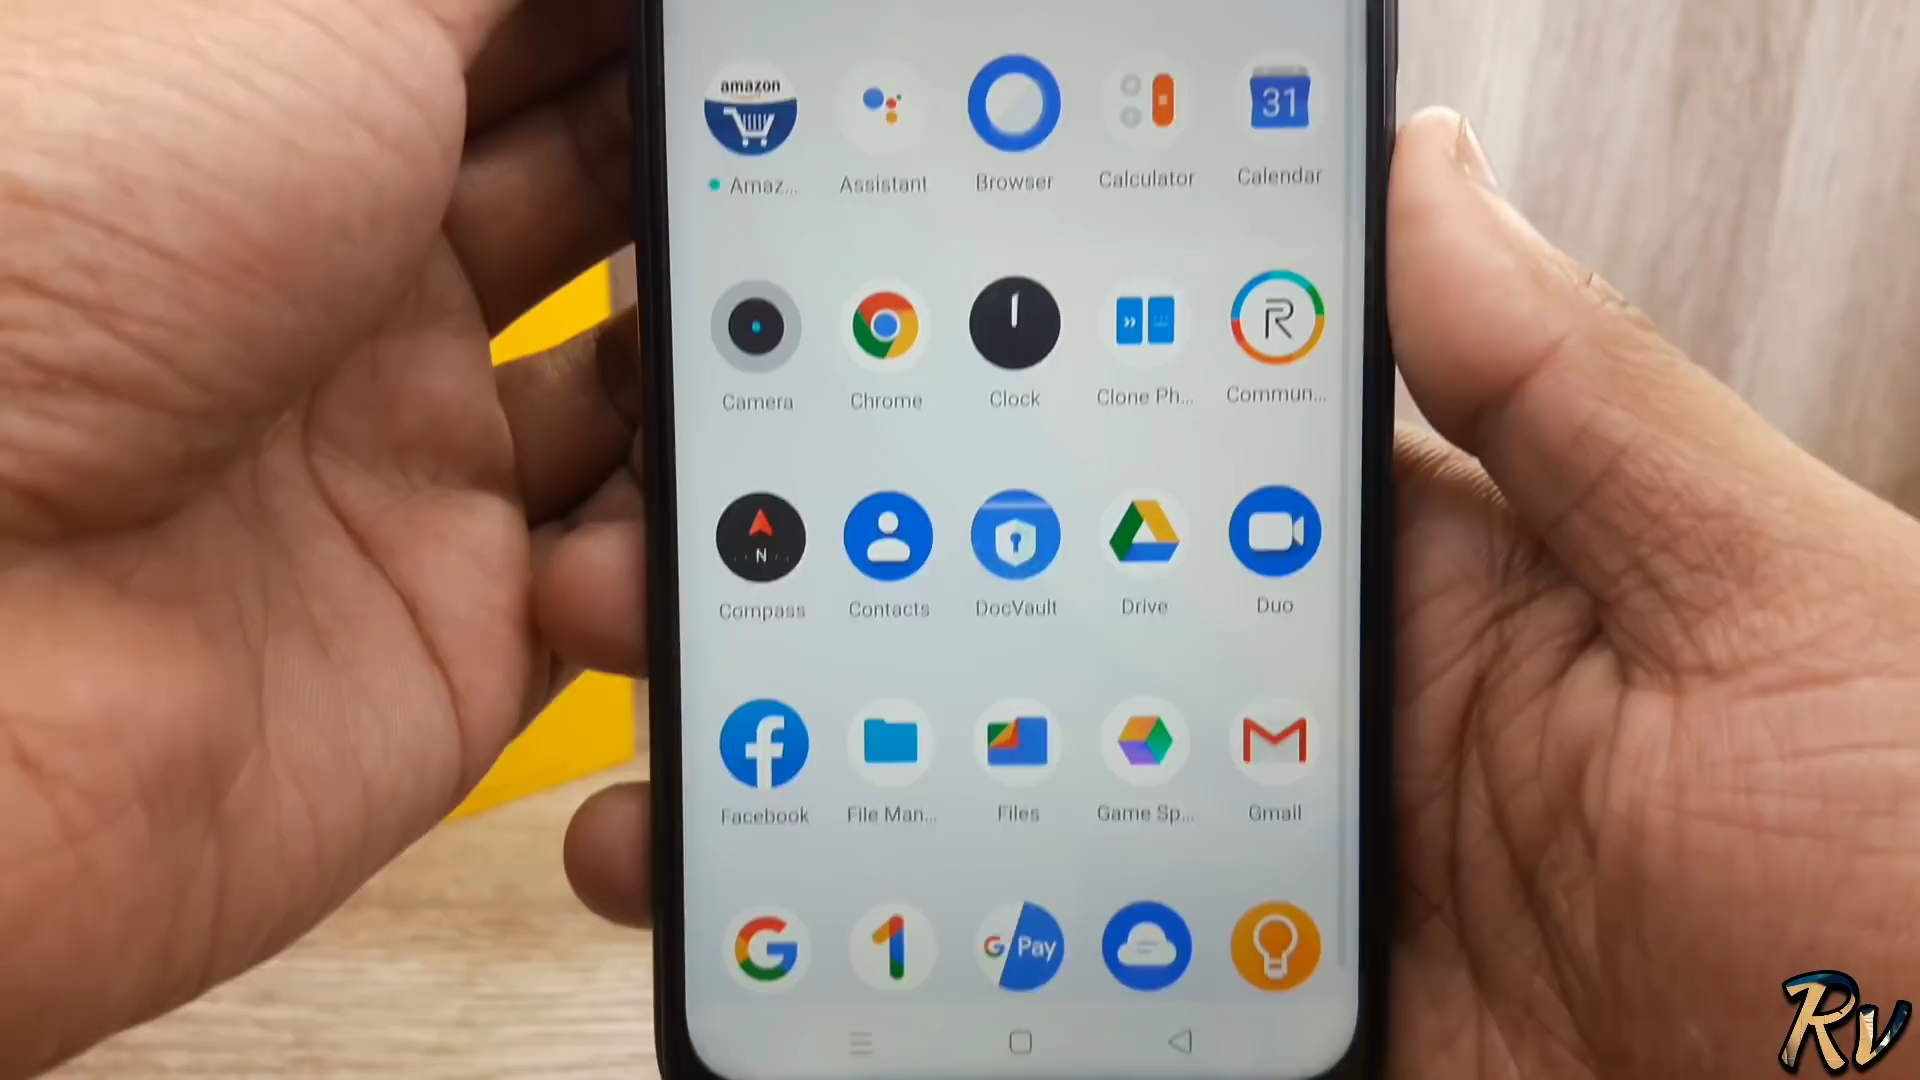 amazon
31
Amaz...
Assistant
Browser
Calculator
Calendar
R
Camera
Chrome
Clock
Clone Ph...
Commun...
N
Compass
Contacts
DocVault
Drive
Duo
f
Facebook
File Man...
Files
Game Sp...
Gmail
G
1
G Pay
Rv